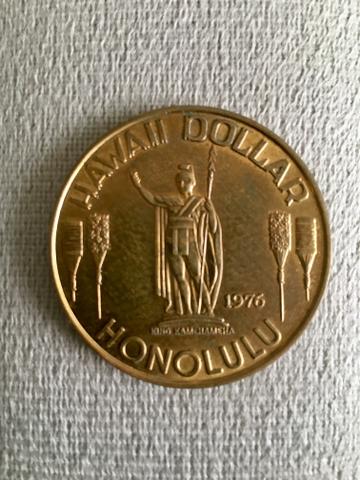 HAWAII DOLLAR
1976
KING KAMEHAMEHA
HONOLULU